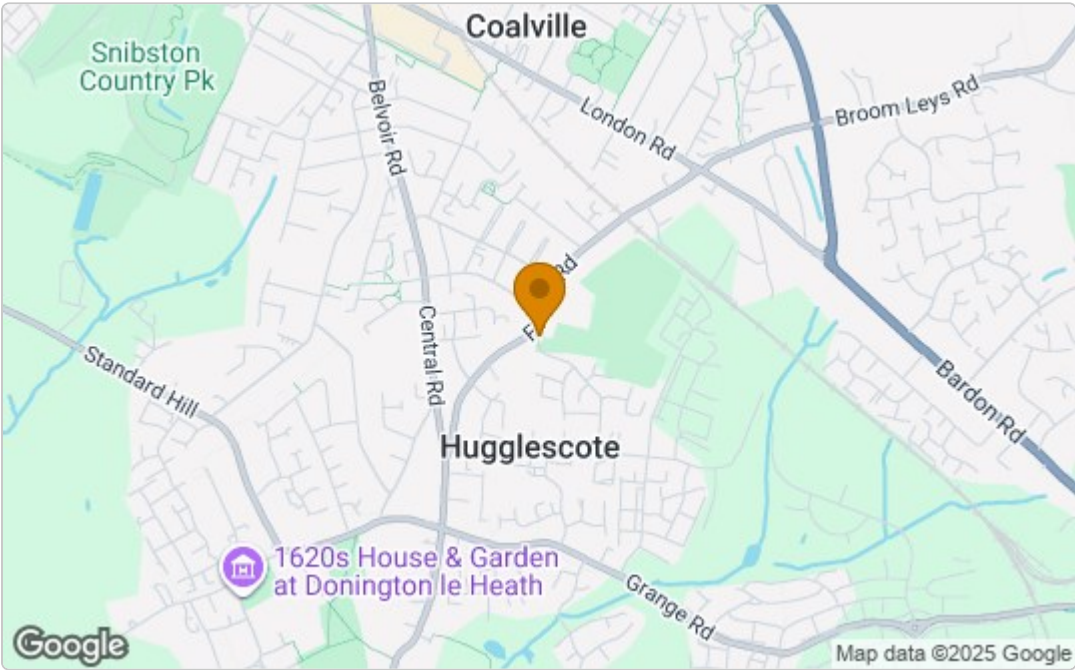 Coalville
Snibston
Country Pk
Belvoir Rd
London Rd
Broom Leys Rd
Rd
Central Rd
Standard Hill
Bardon Rd
Hugglescote
1620s House & Garden
at Donington le Heath
Grange Rd
Google
Map data ©2025 Google